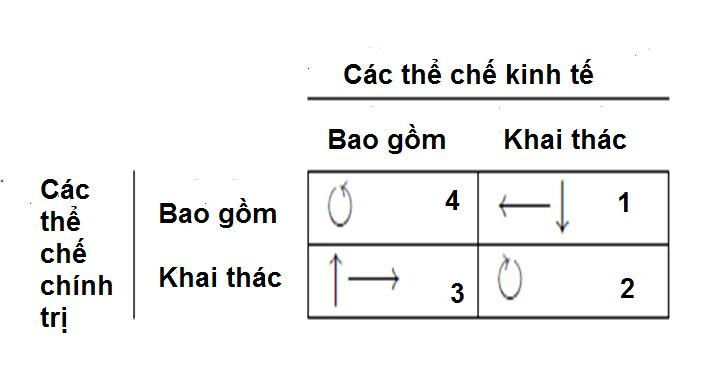 Các thể chế kinh tế
Bao gồm Khai thác
Các
thể
chế
chính
trị
Bao gồm 4 1
Khai thác 3 2